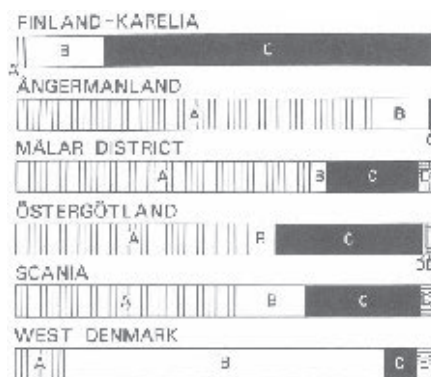 FINLAND-KARELIA
A B C
ÅNGERMANLAND
A B C
MÄLAR DISTRICT
A B C D
ÖSTERGÖTLAND
A B C
SCANIA
A B C
WEST DENMARK
A B C